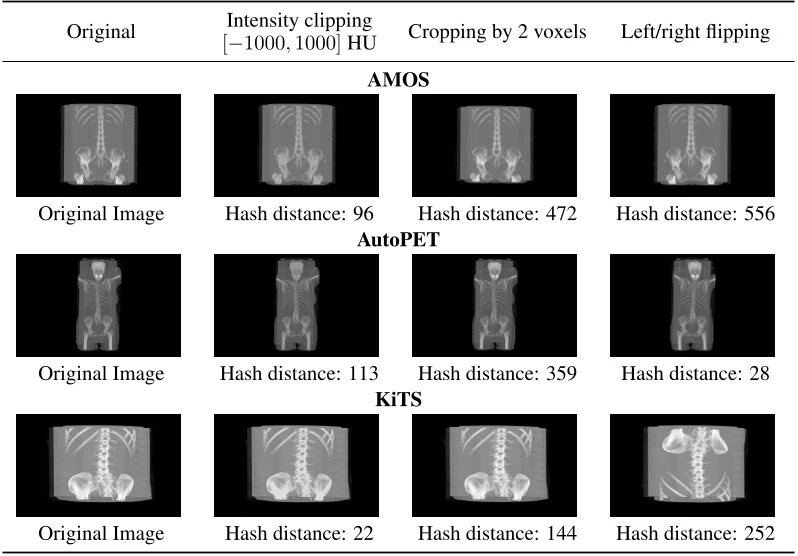 Original
Intensity clipping
[−1000, 1000] HU
Cropping by 2 voxels
Left/right flipping
AMOS
Original Image
Hash distance: 96
Hash distance: 472
Hash distance: 556
AutoPET
Original Image
Hash distance: 113
Hash distance: 359
Hash distance: 28
KiTS
Original Image
Hash distance: 22
Hash distance: 144
Hash distance: 252